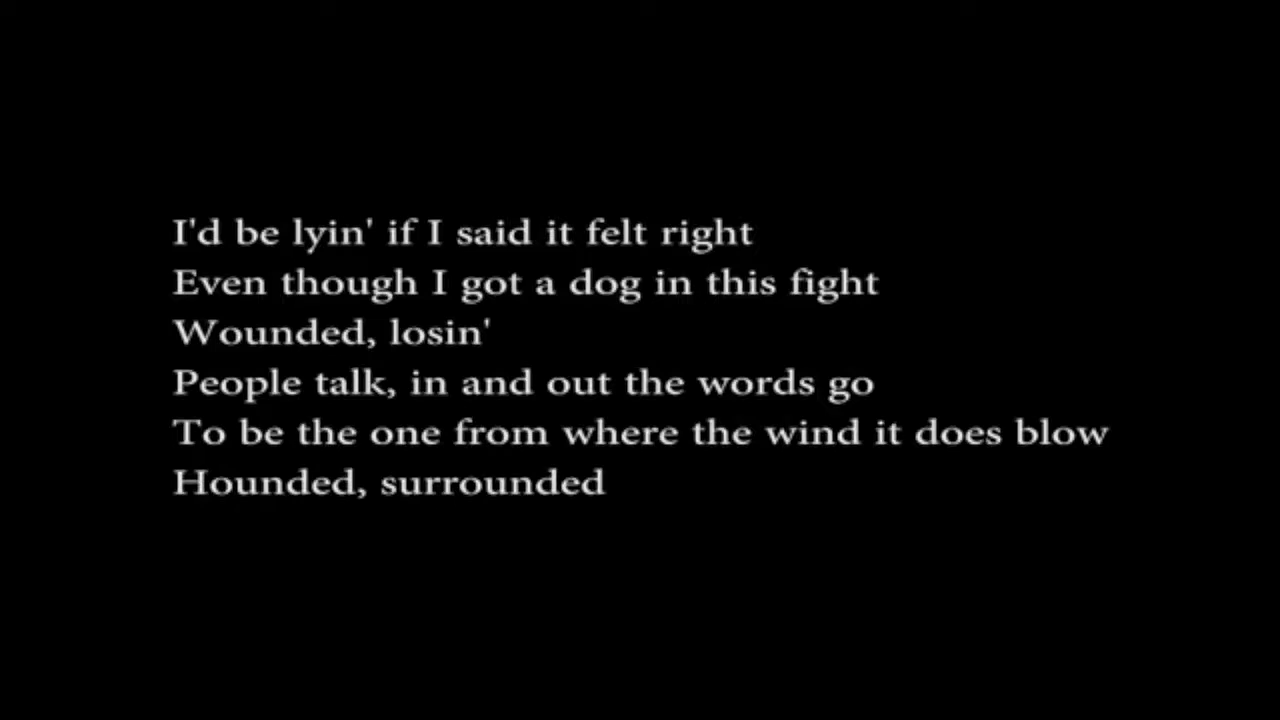 I'd be lyin' if I said it felt right
Even though I got a dog in this fight
Wounded, losin'
People talk, in and out the words go
To be the one from where the wind it does blow
Hounded, surrounded